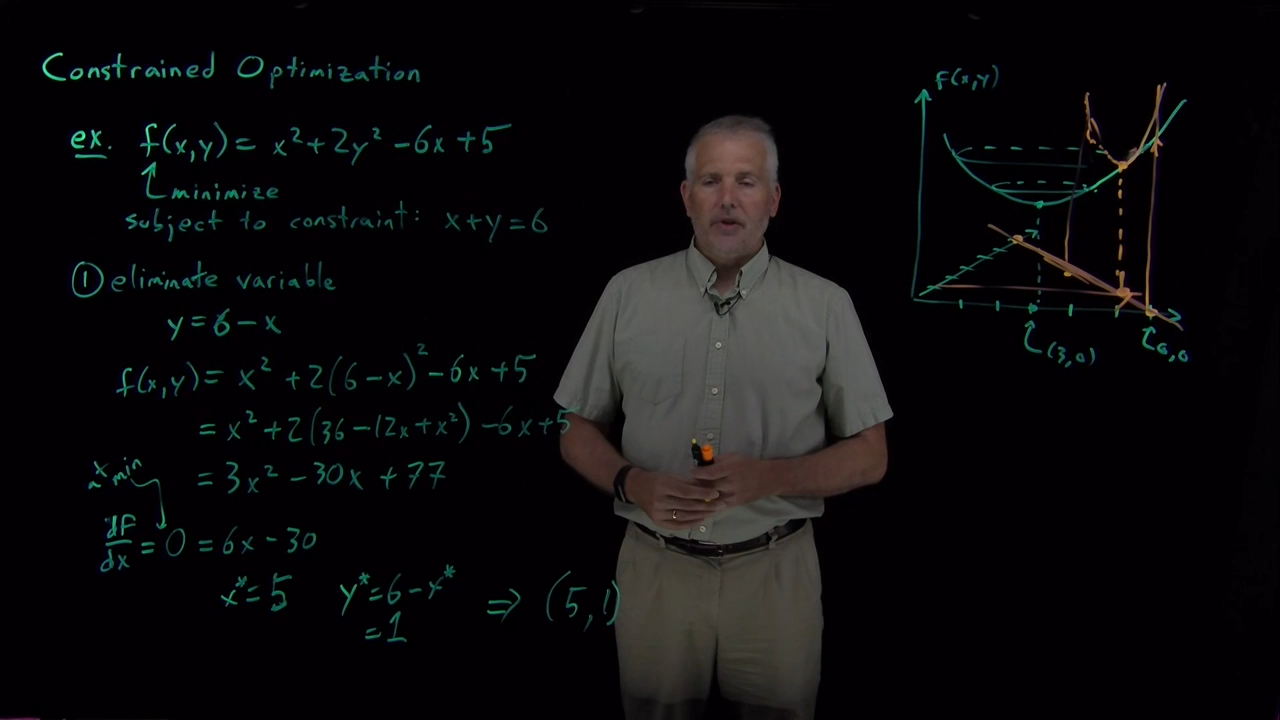 Constrained Optimization
ex. f(x,y) = x² + 2y² - 6x + 5
minimize
subject to constraint: x+y=6
① eliminate variable
y = 6 - x
f(x,y) = x² + 2(6-x)² - 6x + 5
= x² + 2(36 - 12x + x²) - 6x + 5
= 3x² - 30x + 77
min
df/dx = 0 = 6x - 30
x* = 5 y* = 6 - x* ⇒ (5,1)
= 1
F(x,y)
(3,0)
6,0